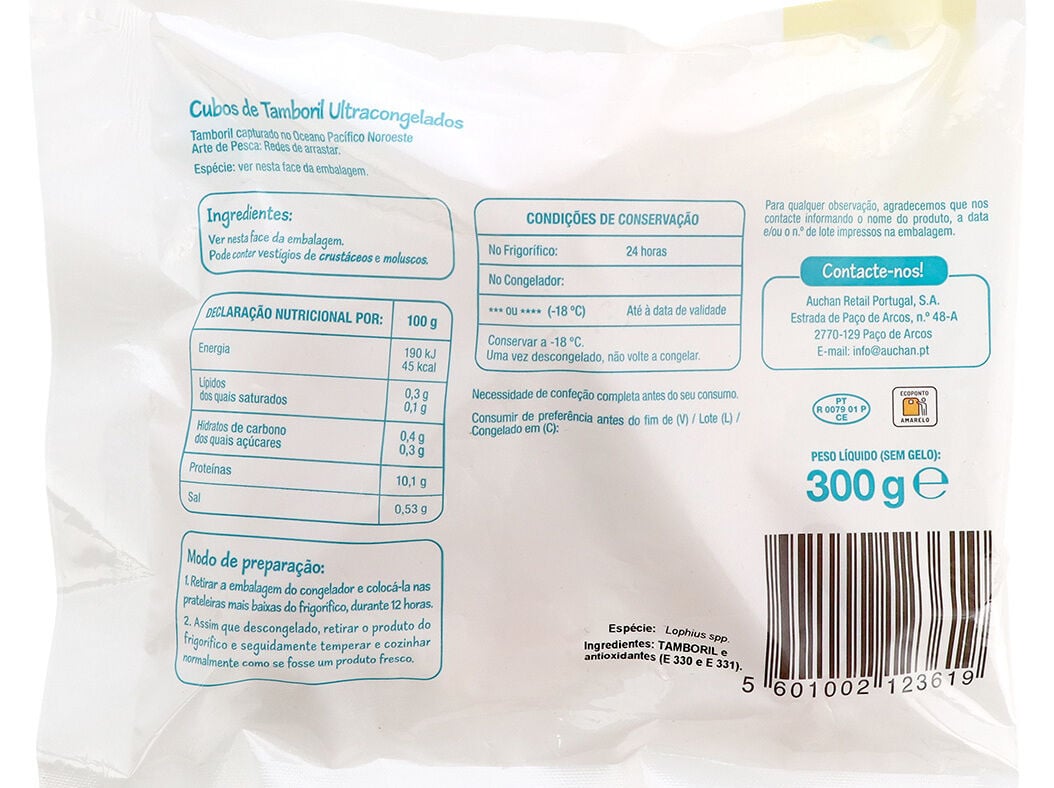 Cubos de Tamboril Ultracongelados
Tamboril capturado no Oceano Pacífico Noroeste
Arte de Pesca: Redes de arrastar.
Espécie: ver nesta face da embalagem.
Ingredientes:
Ver nesta face da embalagem.
Pode conter vestígios de crustáceos e moluscos.
DECLARAÇÃO NUTRICIONAL POR: 100 g
Energia 190 kJ
45 kcal
Lípidos 0,3 g
dos quais saturados 0,1 g
Hidratos de carbono 0,4 g
dos quais açúcares 0,3 g
Proteínas 10,1 g
Sal 0,53 g
Modo de preparação:
1. Retirar a embalagem do congelador e colocá-la nas
prateleiras mais baixas do frigorífico, durante 12 horas.
2. Assim que descongelado, retirar o produto do
frigorífico e seguidamente temperar e cozinhar
normalmente como se fosse um produto fresco.
CONDIÇÕES DE CONSERVAÇÃO
No Frigorífico: 24 horas
No Congelador:
*** ou **** (-18 ºC) Até à data de validade
Conservar a -18 ºC.
Uma vez descongelado, não volte a congelar.
Necessidade de confeção completa antes do seu consumo.
Consumir de preferência antes do fim de (V) / Lote (L) /
Congelado em (C):
Espécie: Lophius spp.
Ingredientes: TAMBORIL e
antioxidantes (E 330 e E 331).
Para qualquer observação, agradecemos que nos
contacte informando o nome do produto, a data
e/ou o n.º de lote impressos na embalagem.
Contacte-nos!
Auchan Retail Portugal, S.A.
Estrada de Paço de Arcos, n.º 48-A
2770-129 Paço de Arcos
E-mail: info@auchan.pt
PT
R 0079 01 P
CE
ECOPONTO
AMARELO
PESO LÍQUIDO (SEM GELO):
300 g e
5 601002 123619